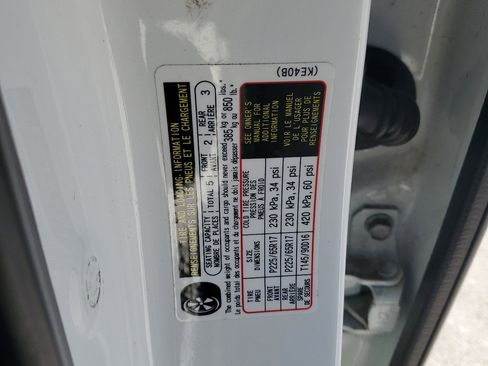 TIRE AND LOADING INFORMATION
RENSEIGNEMENTS SUR LES PNEUS ET LE CHARGEMENT
SEATING CAPACITY TOTAL 5 FRONT 2 REAR 3
NOMBRE DE PLACES AVANT ARRIÈRE
The combined weight of occupants and cargo should never exceed 385 kg or 850 lbs.
Le poids total des occupants et du chargement ne doit jamais dépasser kg ou lb.
TIRE SIZE COLD TIRE PRESSURE
PNEU DIMENSIONS PRESSION DES PNEUS À FROID
FRONT AVANT P225/65R17 230 kPa, 34 psi
REAR ARRIÈRE P225/65R17 230 kPa, 34 psi
SPARE DE SECOURS T145/90D16 420 kPa, 60 psi
SEE OWNER'S
MANUAL FOR
ADDITIONAL
INFORMATION
VOIR LE MANUEL
DE L'USAGER
POUR PLUS DE
RENSEIGNEMENTS
(KE40B)